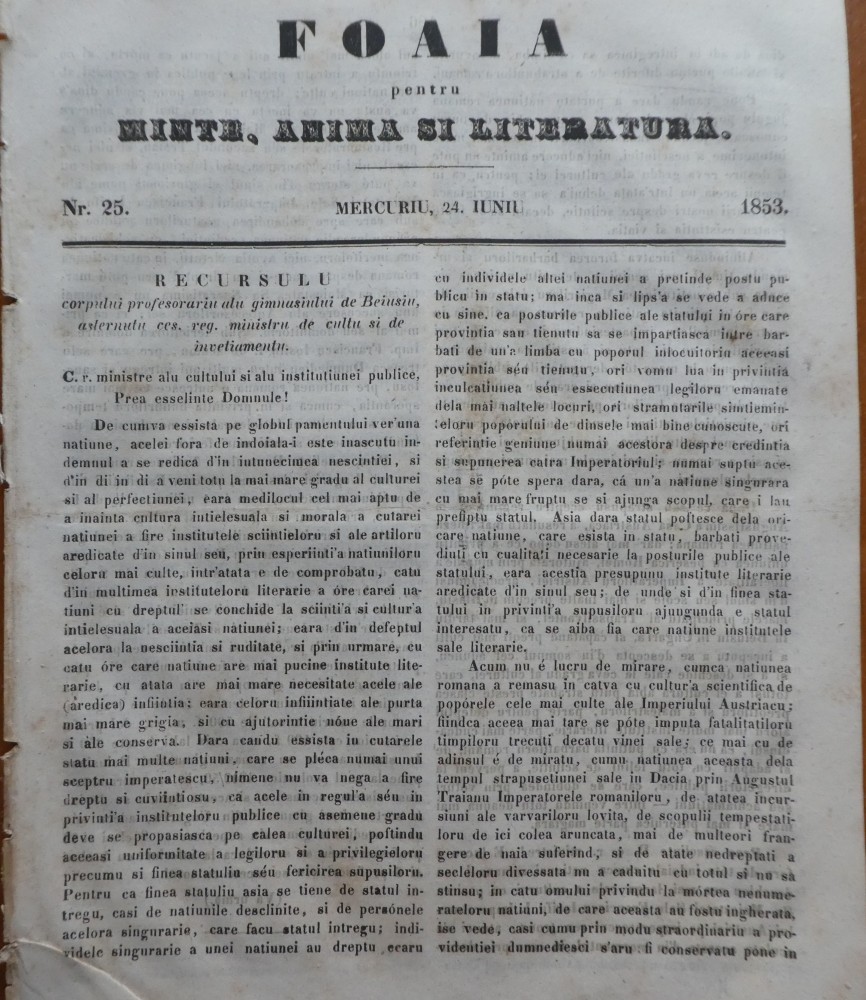 FOAIA
pentru
MINTE, ANIMA SI LITERATURA.
Nr. 25. MERCURIU, 24. IUNIU 1853.
RECURSULU
corpului profesorariu alu gimnasiului de Beiusiu,
asternutu ces. reg. ministru de cultu si de
invetiamentu.
C. r. ministre alu cultului si alu institutiunei publice,
Prea esselinte Domnule!
De cumva essista pe globul pamentului ver'una
natiune, acelei fora de indoiala-i este inascutu in-
demnul a se redicá d'in intunecimea nescintiei, si
d'in di in di a veni totu la mai mare gradu al culturei
si al perfectiunei, eara medilocul cel mai aptu de
a inainta cultura intielesuala si morala a cutarei
natiunei a fire institutele sciintieloru si ale artiloru
aredicate d'in sinul seu, prin esperiinti'a natiuniloru
celoru mai culte, intr'atata e de comprobatu, catu
d'in multimea instituteloru literarie a óre carei na-
tiuni cu dreptul' se conchide la sciinti'a si cultur'a
intielesuala a aceiasi natiunei; eara d'in defeptul
acelora la nesciintia si ruditate, si prin urmare, cu
catu óre care natiune are mai pucine institute lite-
rarie, cu atata are mai mare necesitate acele ale
(aredica) infiintia; eara celoru infiiintiate ale purta
mai mare grigia, si cu ajutorintie nóue ale mari
si ale conserva. Dara candu essista in cutarele
statu mai multe natiuni, care se pléca numai unui
sceptru imperatescu, nimene nu va nega a fire
dreptu si cuviintiosu, ca acele in regul'a séu in
privinti'a instituteloru publice cu asemene gradu
deve se propasiasca pe calea culturei, poftindu
aceeasi uniformitate a legiloru si a privilegieloru
precumu si finea statuliu séu fericirea supusiloru.
Pentru ca finea statuliu asia se tiene de statul in-
tregu, casi de natiunile desclinite, si de persónele
acelora singurarie, care facu statul intregu; indi-
videle singurarie a unei natiunei au dreptu ecaru
cu individele altei natiunei a pretinde postu pu-
blicu in statu; ma inca si lips'a se vede a aduce
cu sine, ca posturile publice ale statului in óre care
provintia sau tienutu sa se impartiasca intre bar-
bati de un'a limba cu poporul inlocuitoriu aceeasi
provintia séu tienutu, ori vomu lua in privintia
inculcatiunea séu essecutiunea legiloru emanate
dela mai naltele locuri, ori stramutarile simtiemin-
teloru poporului de dinsele mai bine cunoscute, ori
referintie geniune numai acestora despre credintia
si supunerea catra Imperatoriul; numai suptu ace-
stea se póte spera dara, cá un'a natiune singurara
cu mai mare fruptu se si ajunga scopul, care i lau
prefiptu statul. Asia dara statul poftesce dela ori-
care natiune, care esista in statu, barbati prove-
diuti cu cualitati necesarie la posturile publice ale
statului, eara acestia presupunu institute literarie
aredicate d'in sinul seu; de unde si d'in finea sta-
tului in privinti'a supusiloru ajungunda e statul
interesatu, ca se aiba fia care natiune institutele
sale literarie.
Acum nu é lucru de mirare, cumca natiunea
romana a remasu in catva cu cultur'a scientifica de
popórele cele mai culte ale Imperiului Austriacu;
fiindca aceea mai tare se póte imputa fatalitatiloru
timpiloru trecuti decatu vinei sale; ce mai cu de
adinsul é de miratu, cumu natiunea aceasta dela
tempul strapusetiunei sale in Dacia prin Augustul
Traianu Imperatorele romaniloru, de atatea incur-
siuni ale varvariloru lovita, de scopulii tempestati-
loru de ici colea aruncata, mai de multeori fran-
gere de naia suferind, si de atate nedreptati a
secléloru divessata nu a caduitu cu totul si nu sa
stinsu; in catu omului privindu la mórtea nenume-
rateloru natiuni, de care aceasta au fostu ingherata,
ise vede, casi cumu prin modu straordinariu a pro-
videntiei dumnediesci s'aru fi conservatu pone in